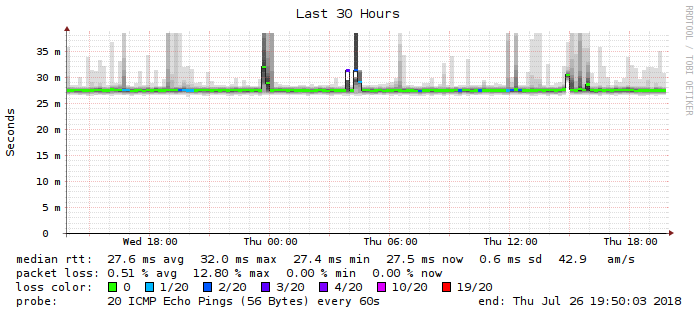 Last 30 Hours
RRDTOOL / TOBI OETIKER
Seconds
35 m
30 m
25 m
20 m
15 m
10 m
5 m
0
Wed 18:00 Thu 00:00 Thu 06:00 Thu 12:00 Thu 18:00
median rtt: 27.6 ms avg 32.0 ms max 27.4 ms min 27.5 ms now 0.6 ms sd 42.9 am/s
packet loss: 0.51 % avg 12.80 % max 0.00 % min 0.00 % now
loss color: 0 1/20 2/20 3/20 4/20 10/20 19/20
probe: 20 ICMP Echo Pings (56 Bytes) every 60s end: Thu Jul 26 19:50:03 2018